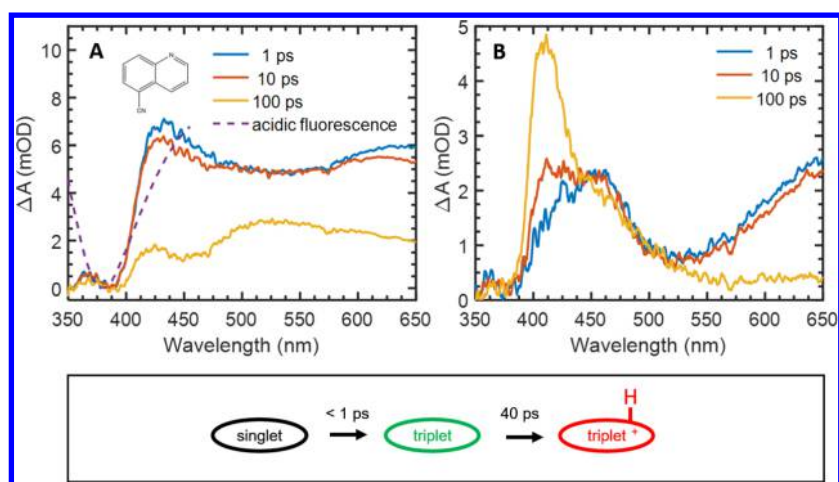 A
N
CN
1 ps
10 ps
100 ps
acidic fluorescence
ΔA (mOD)
10
8
6
4
2
0
350 400 450 500 550 600 650
Wavelength (nm)
B
1 ps
10 ps
100 ps
ΔA (mOD)
5
4
3
2
1
0
350 400 450 500 550 600 650
Wavelength (nm)
singlet < 1 ps triplet 40 ps triplet +
H